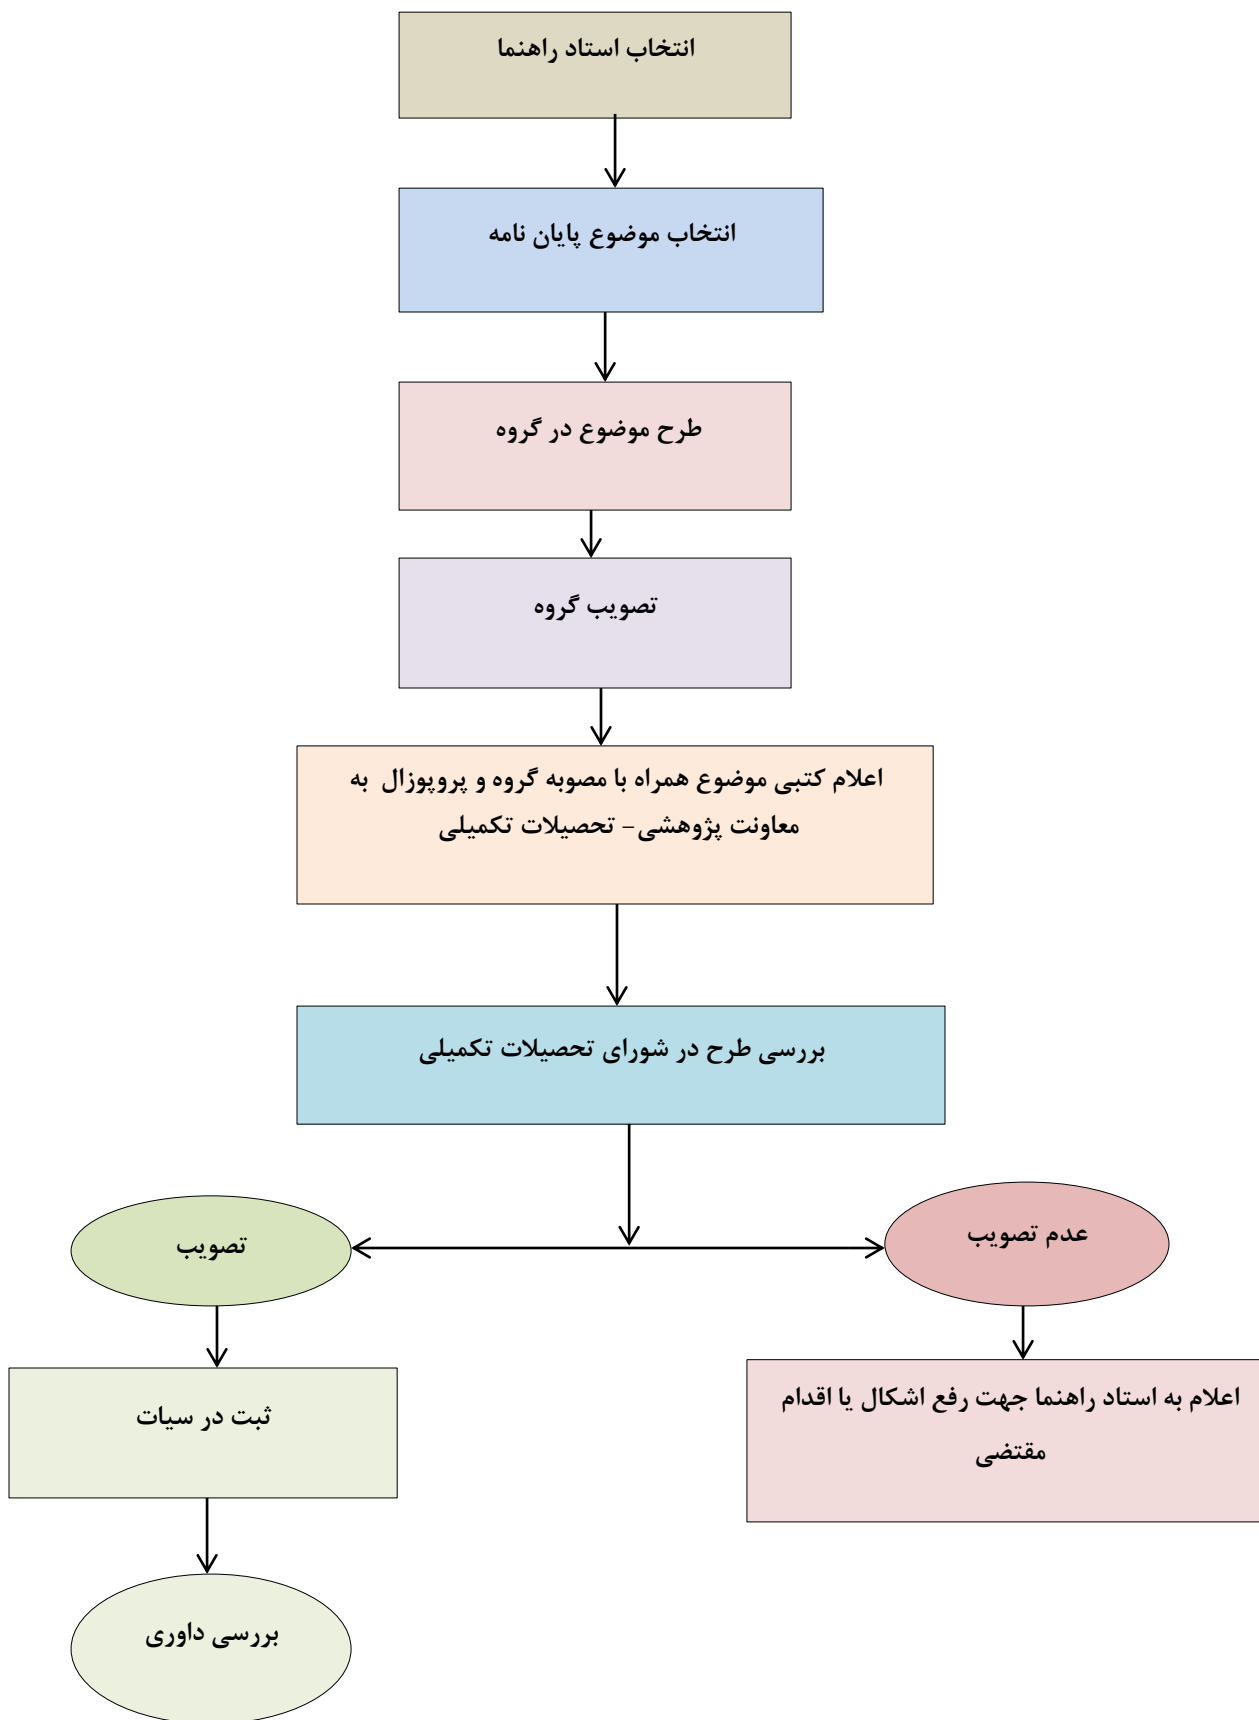 انتخاب استاد راهنما
انتخاب موضوع پایان نامه
طرح موضوع در گروه
تصویب گروه
اعلام کتبی موضوع همراه با مصوبه گروه و پروپوزال به
معاونت پژوهشی- تحصیلات تکمیلی
بررسی طرح در شورای تحصیلات تکمیلی
عدم تصویب
تصویب
اعلام به استاد راهنما جهت رفع اشکال یا اقدام
مقتضی
ثبت در سیات
بررسی داوری